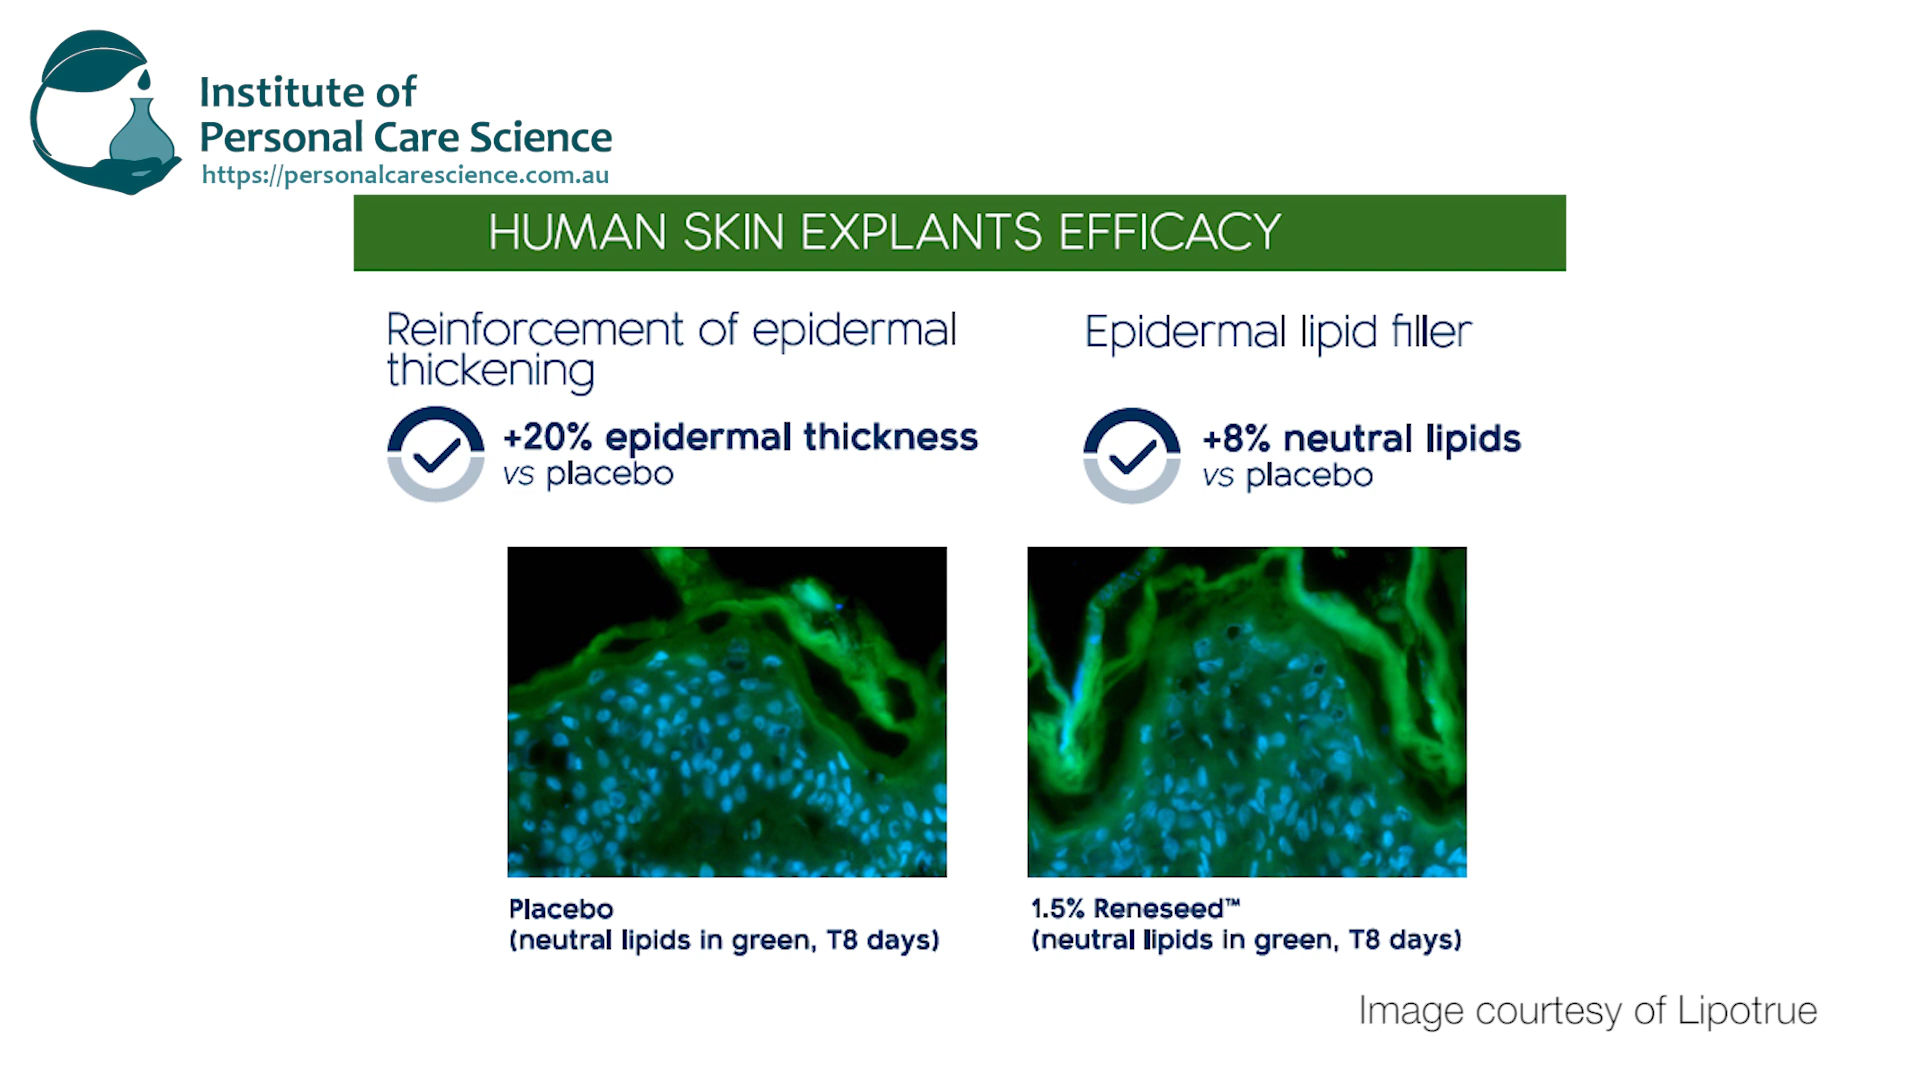 Institute of
Personal Care Science
https://personalcarescience.com.au
HUMAN SKIN EXPLANTS EFFICACY
Reinforcement of epidermal
thickening
+20% epidermal thickness
vs placebo
Epidermal lipid filler
+8% neutral lipids
vs placebo
Placebo
(neutral lipids in green, T8 days)
1.5% Reneseed™
(neutral lipids in green, T8 days)
Image courtesy of Lipotrue